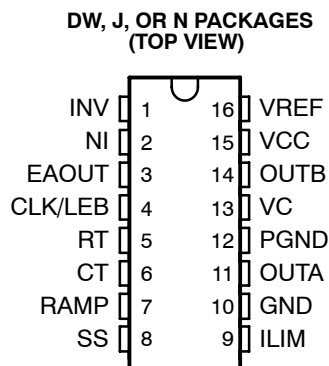 DW, J, OR N PACKAGES
(TOP VIEW)
INV 1 16 VREF
NI 2 15 VCC
EAOUT 3 14 OUTB
CLK/LEB 4 13 VC
RT 5 12 PGND
CT 6 11 OUTA
RAMP 7 10 GND
SS 8 9 ILIM